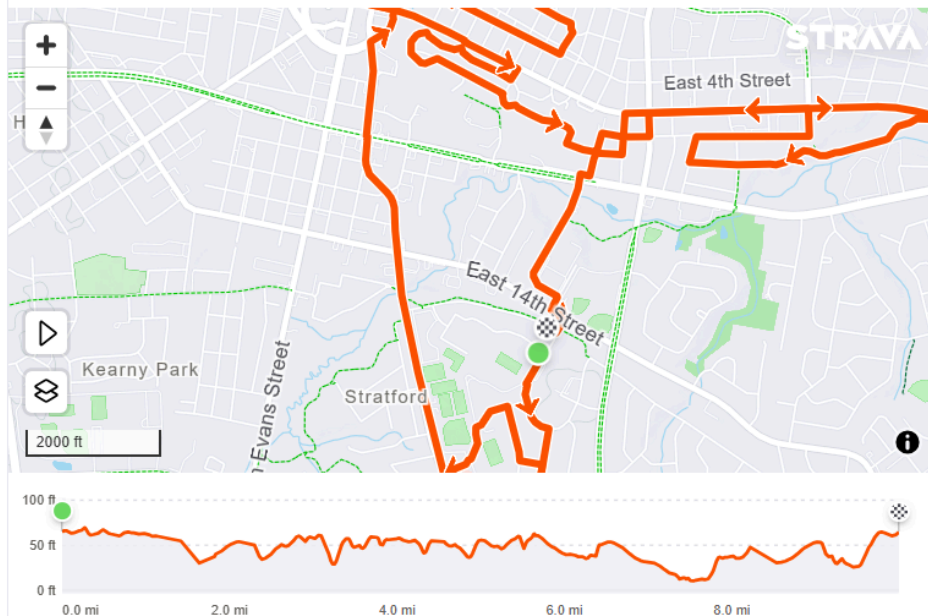 STRAVA
East 4th Street
H
East 14th Street
Kearny Park
Evans Street
Stratford
2000 ft
100 ft
50 ft
0 ft
0.0 mi
2.0 mi
4.0 mi
6.0 mi
8.0 mi